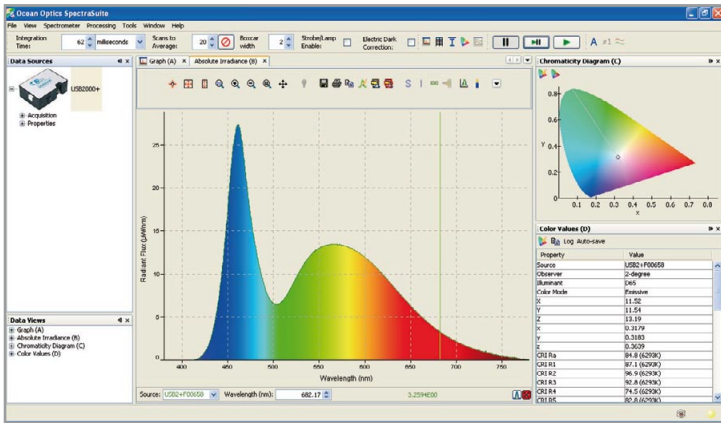 Ocean Optics SpectraSuite
File View Spectrometer Processing Tools Window Help
Integration Time: 62 milliseconds
Scans to Average: 20
Boxcar width 2
Strobe/Lamp Enable:
Electric Dark Correction:
A
Data Sources
USB2000+
Acquisition
Properties
Graph (A) × Absolute Irradiance (B) ×
S I
Radiant Flux (µW/nm)
25
20
15
10
5
0
400 450 500 550 600 650 700 750
Wavelength (nm)
Source: USB2+F00658 Wavelength (nm): 682.17 3.2594E00
Data Views
Graph (A)
Absolute Irradiance (B)
Chromaticity Diagram (C)
Color Values (D)
Chromaticity Diagram (C)
0.8
0.6
Y 0.4
0.2
0.1 0.2 0.3 0.4 0.5 0.6 0.7 0.8
X
Color Values (D)
Log Auto-save
Property Value
Source USB2+F00658
Observer 2-degree
Illuminant D65
Color Mode Emissive
X 11.52
Y 11.54
Z 13.19
x 0.3179
y 0.3183
z 0.3639
CRI Ra 84.8 (6293K)
CRI R1 87.1 (6293K)
CRI R2 96.9 (6293K)
CRI R3 92.8 (6293K)
CRI R4 74.5 (6293K)
CRI R5 82.8 (6293K)